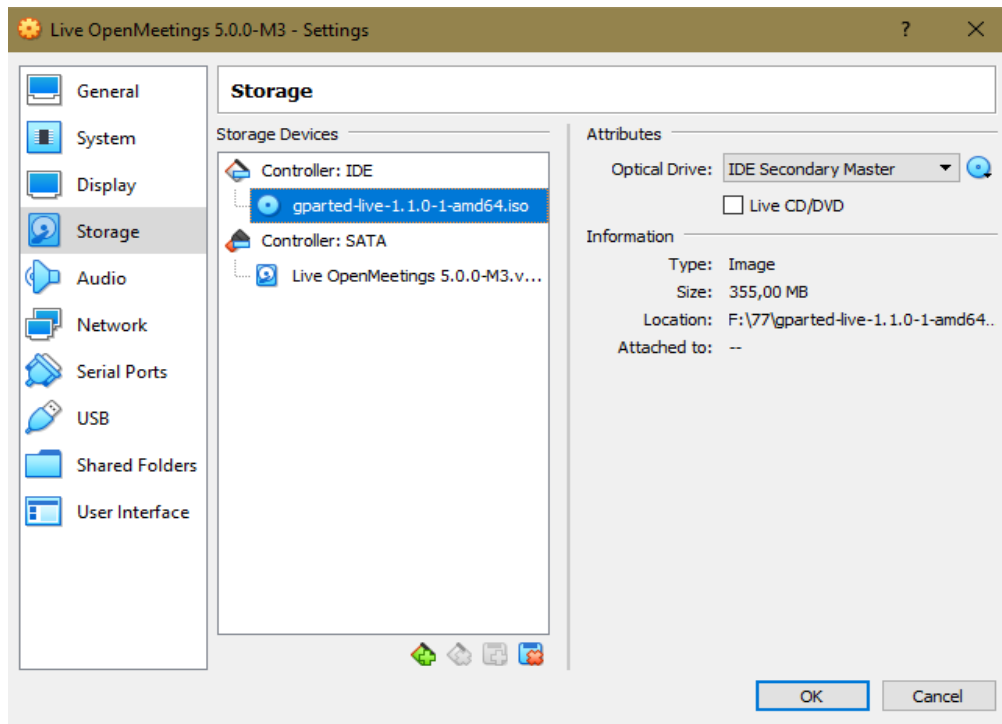 Live OpenMeetings 5.0.0-M3 - Settings
?
General
System
Display
Storage
Audio
Network
Serial Ports
USB
Shared Folders
User Interface
Storage
Storage Devices
Controller: IDE
gparted-live-1.1.0-1-amd64.iso
Controller: SATA
Live OpenMeetings 5.0.0-M3.v...
Attributes
Optical Drive: IDE Secondary Master
Live CD/DVD
Information
Type: Image
Size: 355,00 MB
Location: F:\77\gparted-live-1.1.0-1-amd64..
Attached to: --
OK Cancel